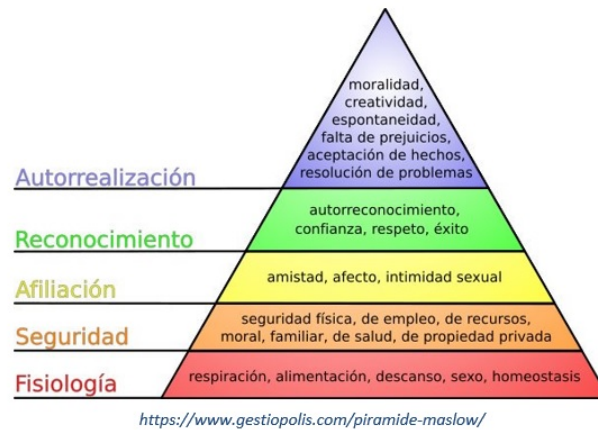 moralidad,
creatividad,
espontaneidad,
falta de prejuicios,
aceptación de hechos,
resolución de problemas
Autorrealización
autorreconocimiento,
confianza, respeto, éxito
Reconocimiento
amistad, afecto, intimidad sexual
Afiliación
seguridad física, de empleo, de recursos,
moral, familiar, de salud, de propiedad privada
Seguridad
respiración, alimentación, descanso, sexo, homeostasis
Fisiología
https://www.gestiopolis.com/piramide-maslow/